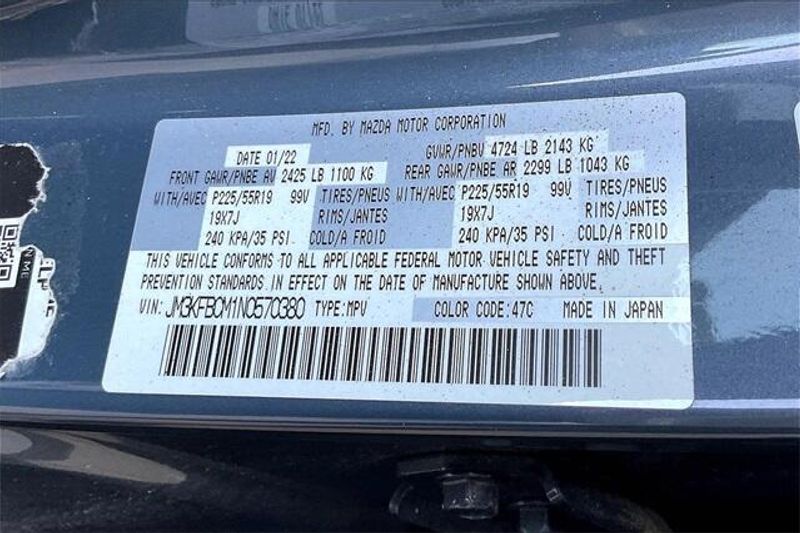 MFD. BY MAZDA MOTOR CORPORATION
DATE 01/22 GVWR/PNBV 4724 LB 2143 KG
FRONT GAWR/PNBE AV 2425 LB 1100 KG REAR GAWR/PNBE AR 2299 LB 1043 KG
WITH/AVEC P225/55R19 99V TIRES/PNEUS WITH/AVEC P225/55R19 99V TIRES/PNEUS
19X7J RIMS/JANTES 19X7J RIMS/JANTES
240 KPA/35 PSI COLD/A FROID 240 KPA/35 PSI COLD/A FROID
THIS VEHICLE CONFORMS TO ALL APPLICABLE FEDERAL MOTOR VEHICLE SAFETY AND THEFT
PREVENTION STANDARDS IN EFFECT ON THE DATE OF MANUFACTURE SHOWN ABOVE.
VIN: JM3KFBCM1N0570380 TYPE:MPV COLOR CODE:47C MADE IN JAPAN